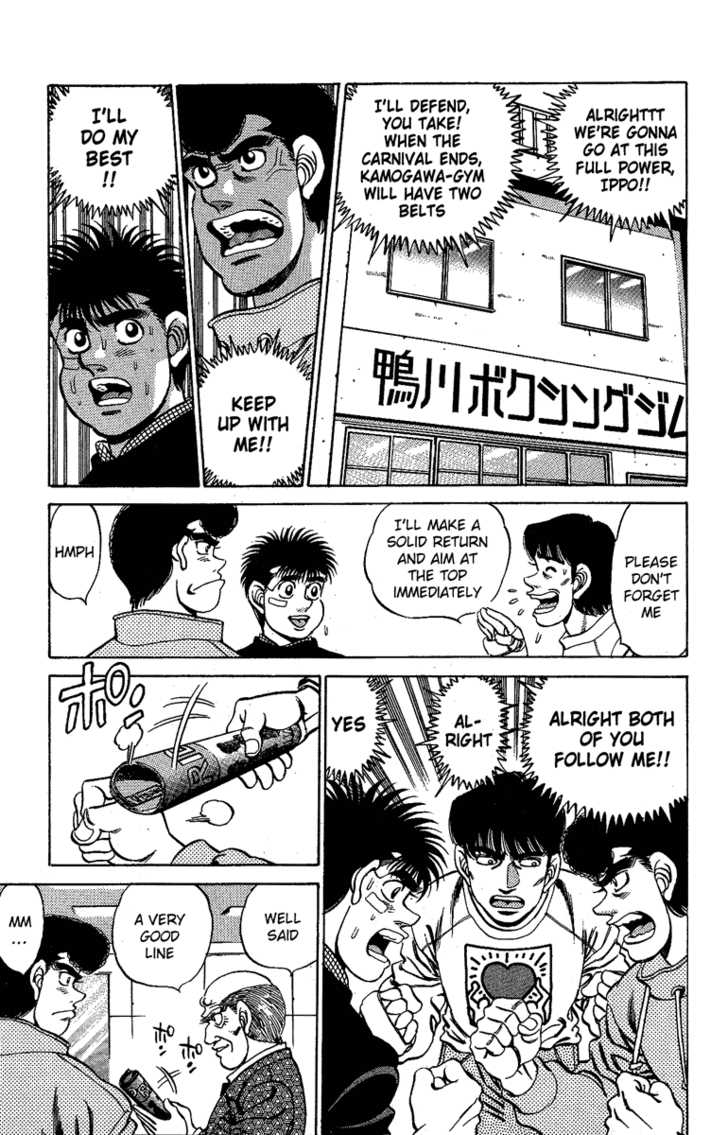 ALRIGHTTT
WE'RE GONNA
GO AT THIS
FULL POWER,
IPPO!!
I'LL DEFEND,
YOU TAKE!
WHEN THE
CARNIVAL ENDS,
KAMOGAWA-GYM
WILL HAVE TWO
BELTS
鴨川ボクシングジム
KEEP
UP WITH
ME!!
I'LL
DO MY
BEST
!!
PLEASE
DON'T
FORGET
ME
I'LL MAKE A
SOLID RETURN
AND AIM AT
THE TOP
IMMEDIATELY
HMPH
ALRIGHT BOTH
OF YOU
FOLLOW ME!!
AL-
RIGHT
YES
ポン
WELL
SAID
A VERY
GOOD
LINE
MM
...
ポン
ポン